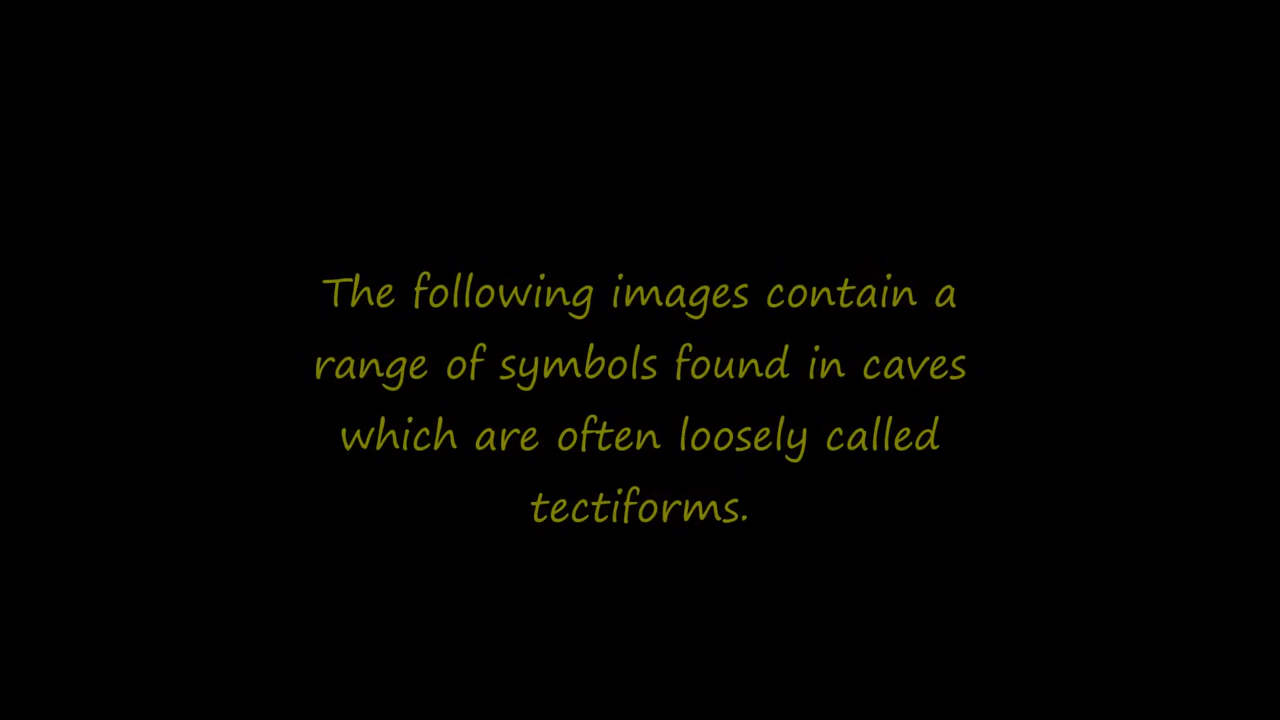 The following images contain a
range of symbols found in caves
which are often loosely called
tectiforms.